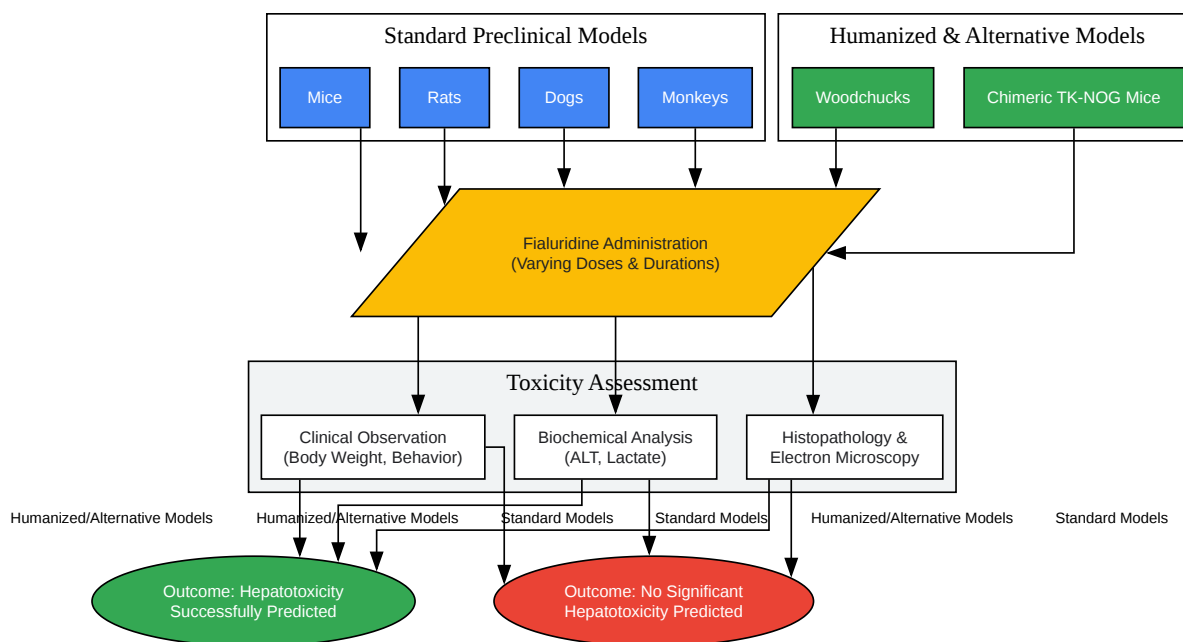 Standard Preclinical Models
Humanized & Alternative Models
Mice
Rats
Dogs
Monkeys
Woodchucks
Chimeric TK-NOG Mice
Fialuridine Administration
(Varying Doses & Durations)
Toxicity Assessment
Clinical Observation
(Body Weight, Behavior)
Biochemical Analysis
(ALT, Lactate)
Histopathology &
Electron Microscopy
Humanized/Alternative Models
Humanized/Alternative Models
Standard Models
Standard Models
Humanized/Alternative Models
Standard Models
Outcome: Hepatotoxicity
Successfully Predicted
Outcome: No Significant
Hepatotoxicity Predicted